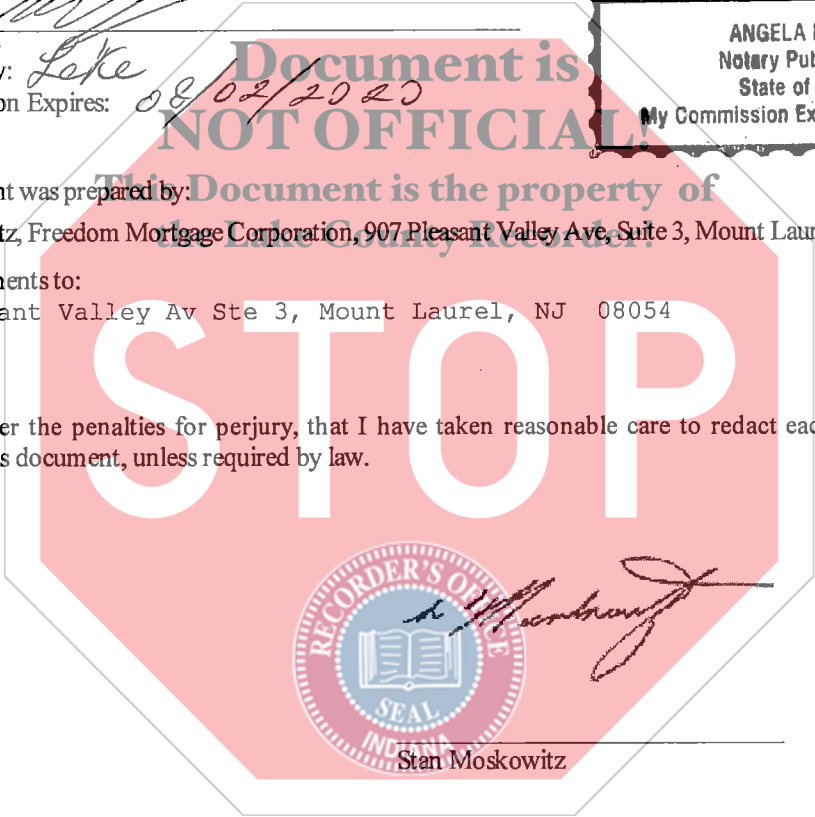 y: Lake
on Expires: 08/02/2020
ANGELA
Notary Pub
State of
My Commission Ex
Document is
NOT OFFICIAL!
This Document is the property of
the Lake County Recorder!
nt was prepared by:
tz, Freedom Mortgage Corporation, 907 Pleasant Valley Ave, Suite 3, Mount Laur
ents to:
ant Valley Av Ste 3, Mount Laurel, NJ 08054
STOP
er the penalties for perjury, that I have taken reasonable care to redact eac
s document, unless required by law.
RECORDER'S OFFICE
SEAL
INDIANA
Stan Moskowitz